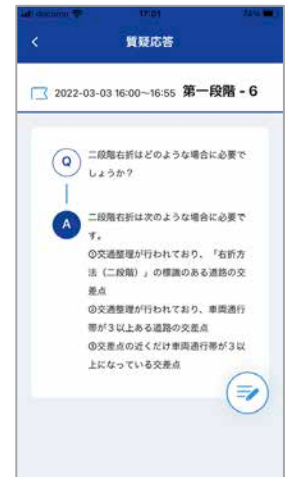 docomo 17:01 72%
質疑応答
2022-03-03 16:00~16:55 第一段階 - 6
Q 二段階右折はどのような場合に必要で
しょうか？
A 二段階右折は次のような場合に必要で
す。
①交通整理が行われており、「右折方
法（二段階）」の標識のある道路の交
差点
②交通整理が行われており、車両通行
帯が３以上ある道路の交差点
③交差点の近くだけ車両通行帯が３以
上になっている交差点